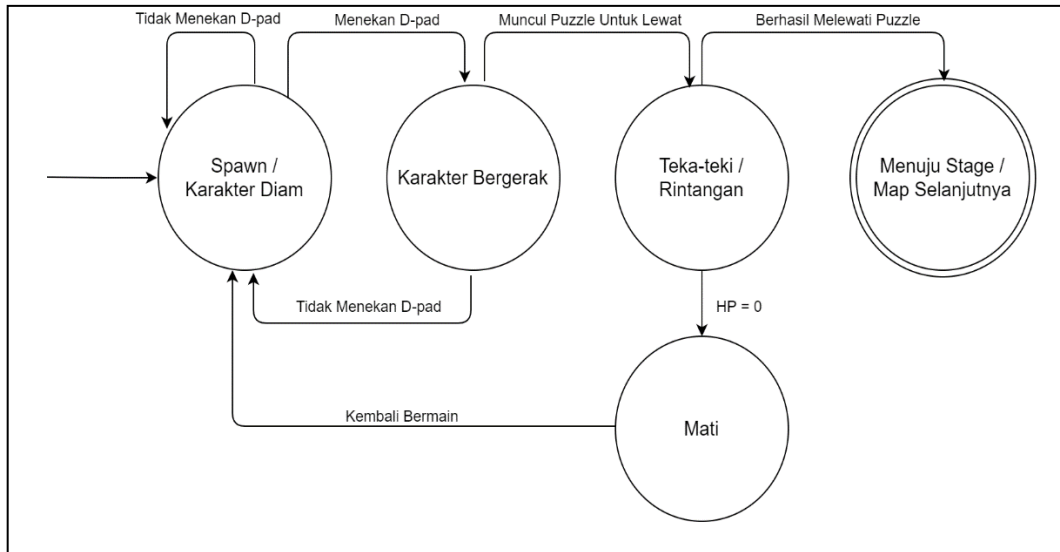 Tidak Menekan D-pad
Menekan D-pad
Muncul Puzzle Untuk Lewat
Berhasil Melewati Puzzle
Spawn /
Karakter Diam
Karakter Bergerak
Teka-teki /
Rintangan
Menuju Stage /
Map Selanjutnya
Tidak Menekan D-pad
HP = 0
Kembali Bermain
Mati